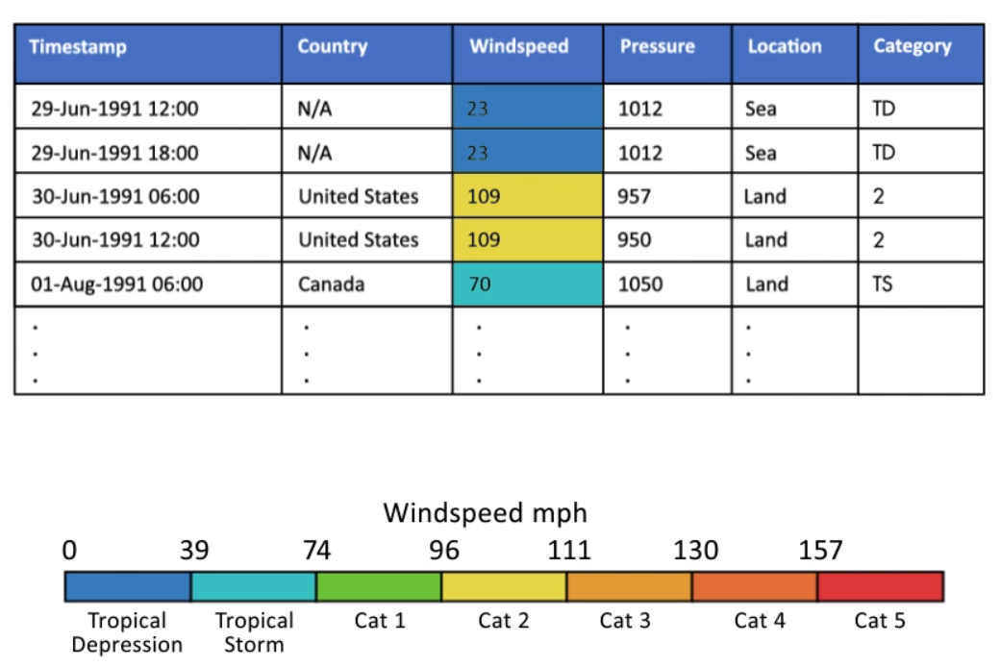 Timestamp Country Windspeed Pressure Location Category
29-Jun-1991 12:00 N/A 23 1012 Sea TD
29-Jun-1991 18:00 N/A 23 1012 Sea TD
30-Jun-1991 06:00 United States 109 957 Land 2
30-Jun-1991 12:00 United States 109 950 Land 2
01-Aug-1991 06:00 Canada 70 1050 Land TS
. . . . .
. . . . .
. . . . .
Windspeed mph
0 39 74 96 111 130 157
Tropical Depression Tropical Storm Cat 1 Cat 2 Cat 3 Cat 4 Cat 5